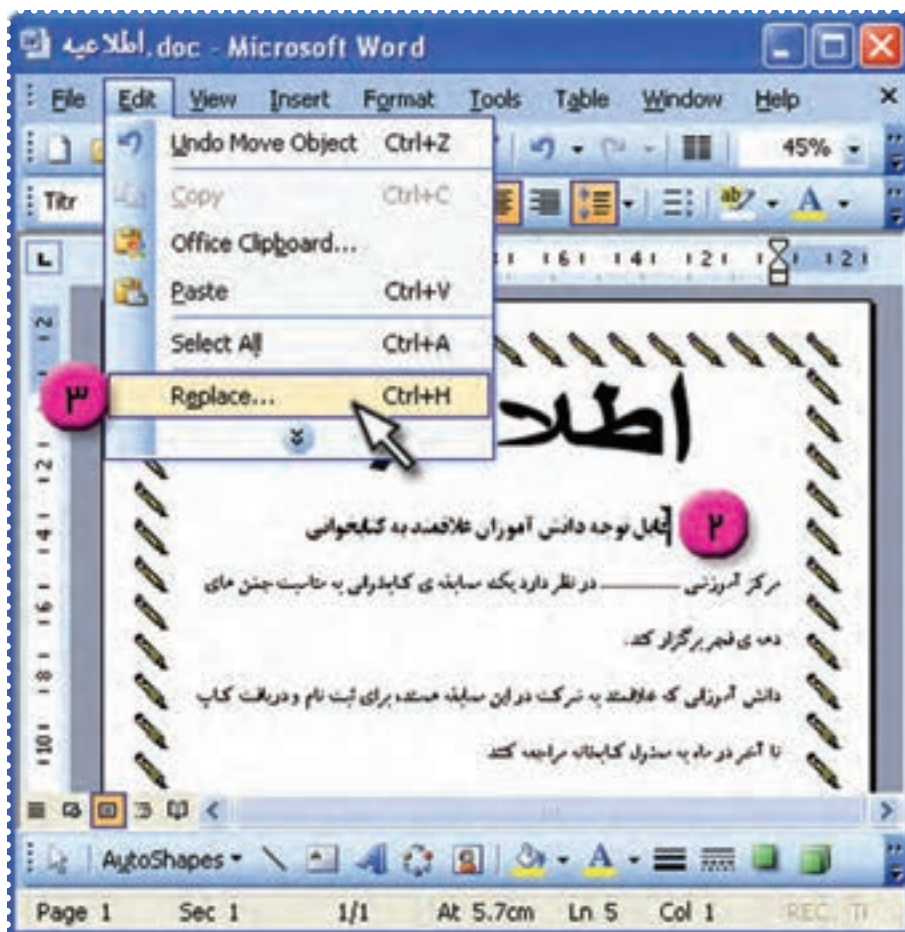 اطلاعیه.doc - Microsoft Word
File Edit View Insert Format Tools Table Window Help
45%
Titr
Undo Move Object Ctrl+Z
Copy Ctrl+C
Office Clipboard...
Paste Ctrl+V
Select All Ctrl+A
Replace... Ctrl+H
۳
اطلا
۲
قابل توجه دانش آموزان علاقمند به کتابخوانی
مرکز آموزشی ________ در نظر دارد یک مسابقه ی کتابخوانی به مناسبت جشن های
دهه ی فجر برگزار کند.
دانش آموزانی که علاقمند به شرکت در این مسابقه هستند، برای ثبت نام و دریافت کتاب
تا آخر دی ماه به مسئول کتابخانه مراجعه کنند
AutoShapes
Page 1 Sec 1 1/1 At 5.7cm Ln 5 Col 1 REC